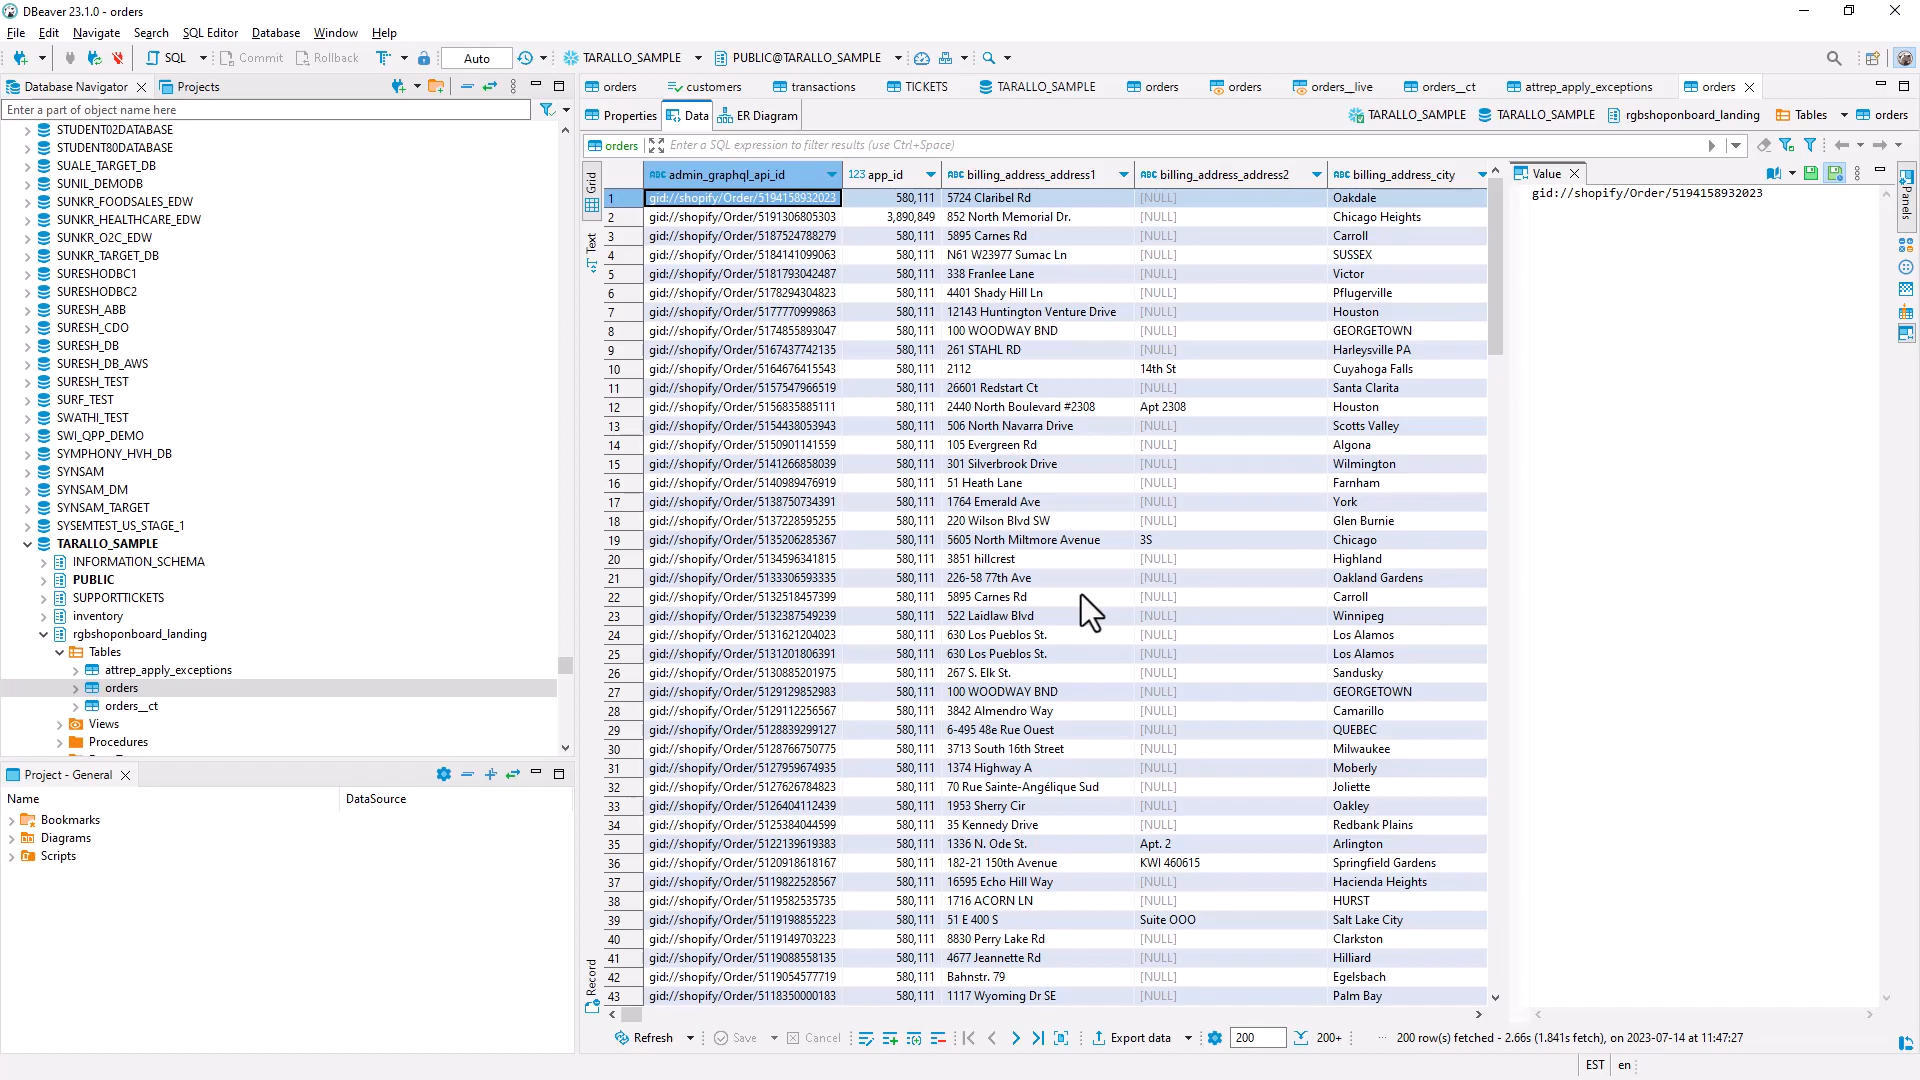 DBeaver 23.1.0 - orders
File Edit Navigate Search SQL Editor Database Window Help
SQL Commit Rollback Auto TARALLO_SAMPLE PUBLIC@TARALLO_SAMPLE
Database Navigator Projects
Enter a part of object name here
STUDENT02DATABASE
STUDENT80DATABASE
SUALE_TARGET_DB
SUNIL_DEMODB
SUNKR_FOODSALES_EDW
SUNKR_HEALTHCARE_EDW
SUNKR_O2C_EDW
SUNKR_TARGET_DB
SURESHODBC1
SURESHODBC2
SURESH_ABB
SURESH_CDO
SURESH_DB
SURESH_DB_AWS
SURESH_TEST
SURF_TEST
SWATHI_TEST
SWI_QPP_DEMO
SYMPHONY_HVH_DB
SYNSAM
SYNSAM_DM
SYNSAM_TARGET
SYSEMTEST_US_STAGE_1
TARALLO_SAMPLE
INFORMATION_SCHEMA
PUBLIC
SUPPORTTICKETS
inventory
rgbshoponboard_landing
Tables
attrep_apply_exceptions
orders
orders__ct
Views
Procedures
Project - General
Name DataSource
Bookmarks
Diagrams
Scripts
orders customers transactions TICKETS TARALLO_SAMPLE orders orders orders__live orders__ct attrep_apply_exceptions orders
Properties Data ER Diagram TARALLO_SAMPLE TARALLO_SAMPLE rgbshoponboard_landing Tables orders
orders Enter a SQL expression to filter results (use Ctrl+Space)
Grid
Text
Record
ABC admin_graphql_api_id 123 app_id ABC billing_address_address1 ABC billing_address_address2 ABC billing_address_city
1 gid://shopify/Order/5194158932023 580,111 5724 Claribel Rd [NULL] Oakdale
2 gid://shopify/Order/5191306805303 3,890,849 852 North Memorial Dr. [NULL] Chicago Heights
3 gid://shopify/Order/5187524788279 580,111 5895 Carnes Rd [NULL] Carroll
4 gid://shopify/Order/5184141099063 580,111 N61 W23977 Sumac Ln [NULL] SUSSEX
5 gid://shopify/Order/5181793042487 580,111 338 Franlee Lane [NULL] Victor
6 gid://shopify/Order/5178294304823 580,111 4401 Shady Hill Ln [NULL] Pflugerville
7 gid://shopify/Order/5177770999863 580,111 12143 Huntington Venture Drive [NULL] Houston
8 gid://shopify/Order/5174855893047 580,111 100 WOODWAY BND [NULL] GEORGETOWN
9 gid://shopify/Order/5167437742135 580,111 261 STAHL RD [NULL] Harleysville PA
10 gid://shopify/Order/5164676415543 580,111 2112 14th St Cuyahoga Falls
11 gid://shopify/Order/5157547966519 580,111 26601 Redstart Ct [NULL] Santa Clarita
12 gid://shopify/Order/5156835885111 580,111 2440 North Boulevard #2308 Apt 2308 Houston
13 gid://shopify/Order/5154438053943 580,111 506 North Navarra Drive [NULL] Scotts Valley
14 gid://shopify/Order/5150901141559 580,111 105 Evergreen Rd [NULL] Algona
15 gid://shopify/Order/5141266858039 580,111 301 Silverbrook Drive [NULL] Wilmington
16 gid://shopify/Order/5140989476919 580,111 51 Heath Lane [NULL] Farnham
17 gid://shopify/Order/5138750734391 580,111 1764 Emerald Ave [NULL] York
18 gid://shopify/Order/5137228595255 580,111 220 Wilson Blvd SW [NULL] Glen Burnie
19 gid://shopify/Order/5135206285367 580,111 5605 North Miltmore Avenue 3S Chicago
20 gid://shopify/Order/5134596341815 580,111 3851 hillcrest [NULL] Highland
21 gid://shopify/Order/5133306593335 580,111 226-58 77th Ave [NULL] Oakland Gardens
22 gid://shopify/Order/5132518457399 580,111 5895 Carnes Rd [NULL] Carroll
23 gid://shopify/Order/5132387549239 580,111 522 Laidlaw Blvd [NULL] Winnipeg
24 gid://shopify/Order/5131621204023 580,111 630 Los Pueblos St. [NULL] Los Alamos
25 gid://shopify/Order/5131201806391 580,111 630 Los Pueblos St. [NULL] Los Alamos
26 gid://shopify/Order/5130885201975 580,111 267 S. Elk St. [NULL] Sandusky
27 gid://shopify/Order/5129129852983 580,111 100 WOODWAY BND [NULL] GEORGETOWN
28 gid://shopify/Order/5129112256567 580,111 3842 Almendro Way [NULL] Camarillo
29 gid://shopify/Order/5128839299127 580,111 6-495 48e Rue Ouest [NULL] QUEBEC
30 gid://shopify/Order/5128766750775 580,111 3713 South 16th Street [NULL] Milwaukee
31 gid://shopify/Order/5127959674935 580,111 1374 Highway A [NULL] Moberly
32 gid://shopify/Order/5127626784823 580,111 70 Rue Sainte-Angélique Sud [NULL] Joliette
33 gid://shopify/Order/5126404112439 580,111 1953 Sherry Cir [NULL] Oakley
34 gid://shopify/Order/5125384044599 580,111 35 Kennedy Drive [NULL] Redbank Plains
35 gid://shopify/Order/5122139619383 580,111 1336 N. Ode St. Apt. 2 Arlington
36 gid://shopify/Order/5120918618167 580,111 182-21 150th Avenue KWI 460615 Springfield Gardens
37 gid://shopify/Order/5119822528567 580,111 16595 Echo Hill Way [NULL] Hacienda Heights
38 gid://shopify/Order/5119582535735 580,111 1716 ACORN LN [NULL] HURST
39 gid://shopify/Order/5119198855223 580,111 51 E 400 S Suite OOO Salt Lake City
40 gid://shopify/Order/5119149703223 580,111 8830 Perry Lake Rd [NULL] Clarkston
41 gid://shopify/Order/5119088558135 580,111 4677 Jeannette Rd [NULL] Hilliard
42 gid://shopify/Order/5119054577719 580,111 Bahnstr. 79 [NULL] Egelsbach
43 gid://shopify/Order/5118350000183 580,111 1117 Wyoming Dr SE [NULL] Palm Bay
Value
gid://shopify/Order/5194158932023
Panels
Refresh Save Cancel Export data 200 200+ ··· 200 row(s) fetched - 2.66s (1.841s fetch), on 2023-07-14 at 11:47:27
EST en